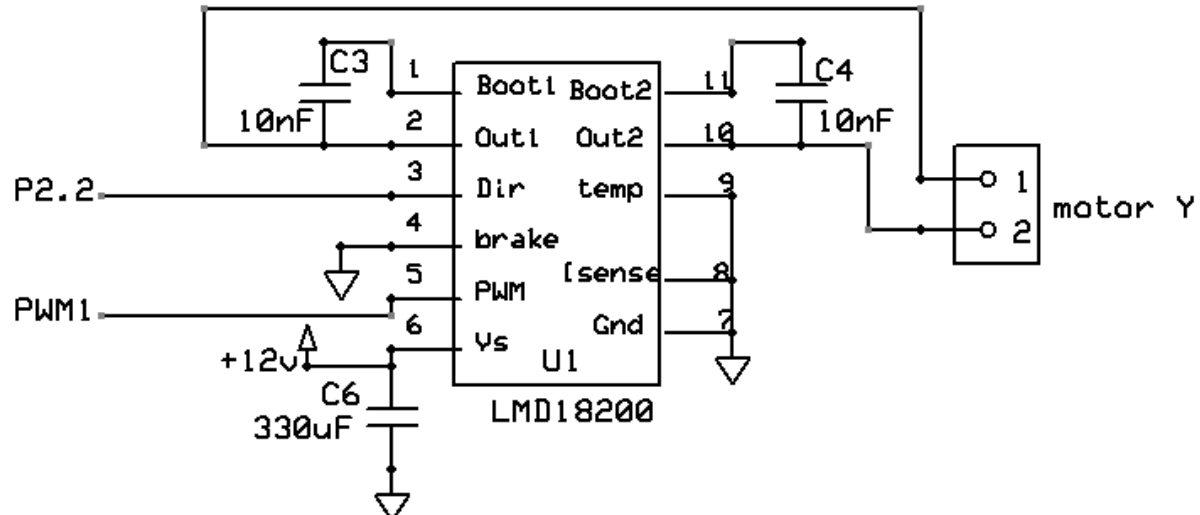 C3
10nF
C4
10nF
1
Boot1
Boot2
11
2
Out1
Out2
10
P2.2
3
Dir
temp
9
4
brake
[sense
8
5
PWM
PWM1
Gnd
7
6
Vs
+12v
U1
LMD18200
C6
330uF
1
2
motor Y